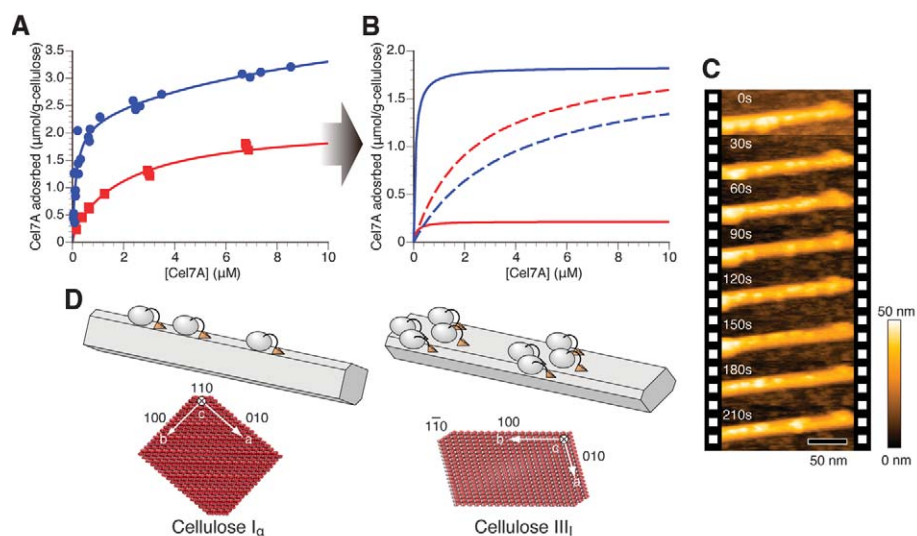 A
Cel7A adosrbed (μmol/g-cellulose)
3.5
3.0
2.5
2.0
1.5
1.0
0.5
0
0 2 4 6 8 10
[Cel7A] (μM)
B
Cel7A adsorbed (μmol/g-cellulose)
2.0
1.5
1.0
0.5
0
0 2 4 6 8 10
[Cel7A] (μM)
C
0s
30s
60s
90s
120s
150s
180s
210s
50 nm
50 nm
0 nm
D
110
100 010
c
b a
Cellulose Iα
1̅10 100
b c
010
a
Cellulose IIII